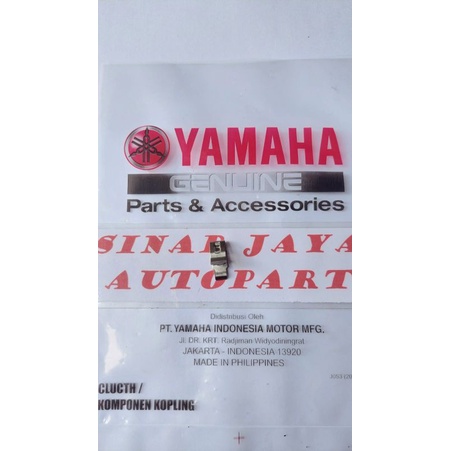 YAMAHA
GENUINE
Parts & Accessories
SINAR JAYA
AUTOPART
Didistribusi Oleh:
PT. YAMAHA INDONESIA MOTOR MFG.
Jl. DR. KRT. Radjiman Widyodiningrat
JAKARTA - INDONESIA 13920
MADE IN PHILIPPINES
CLUCTH /
KOMPONEN KOPLING